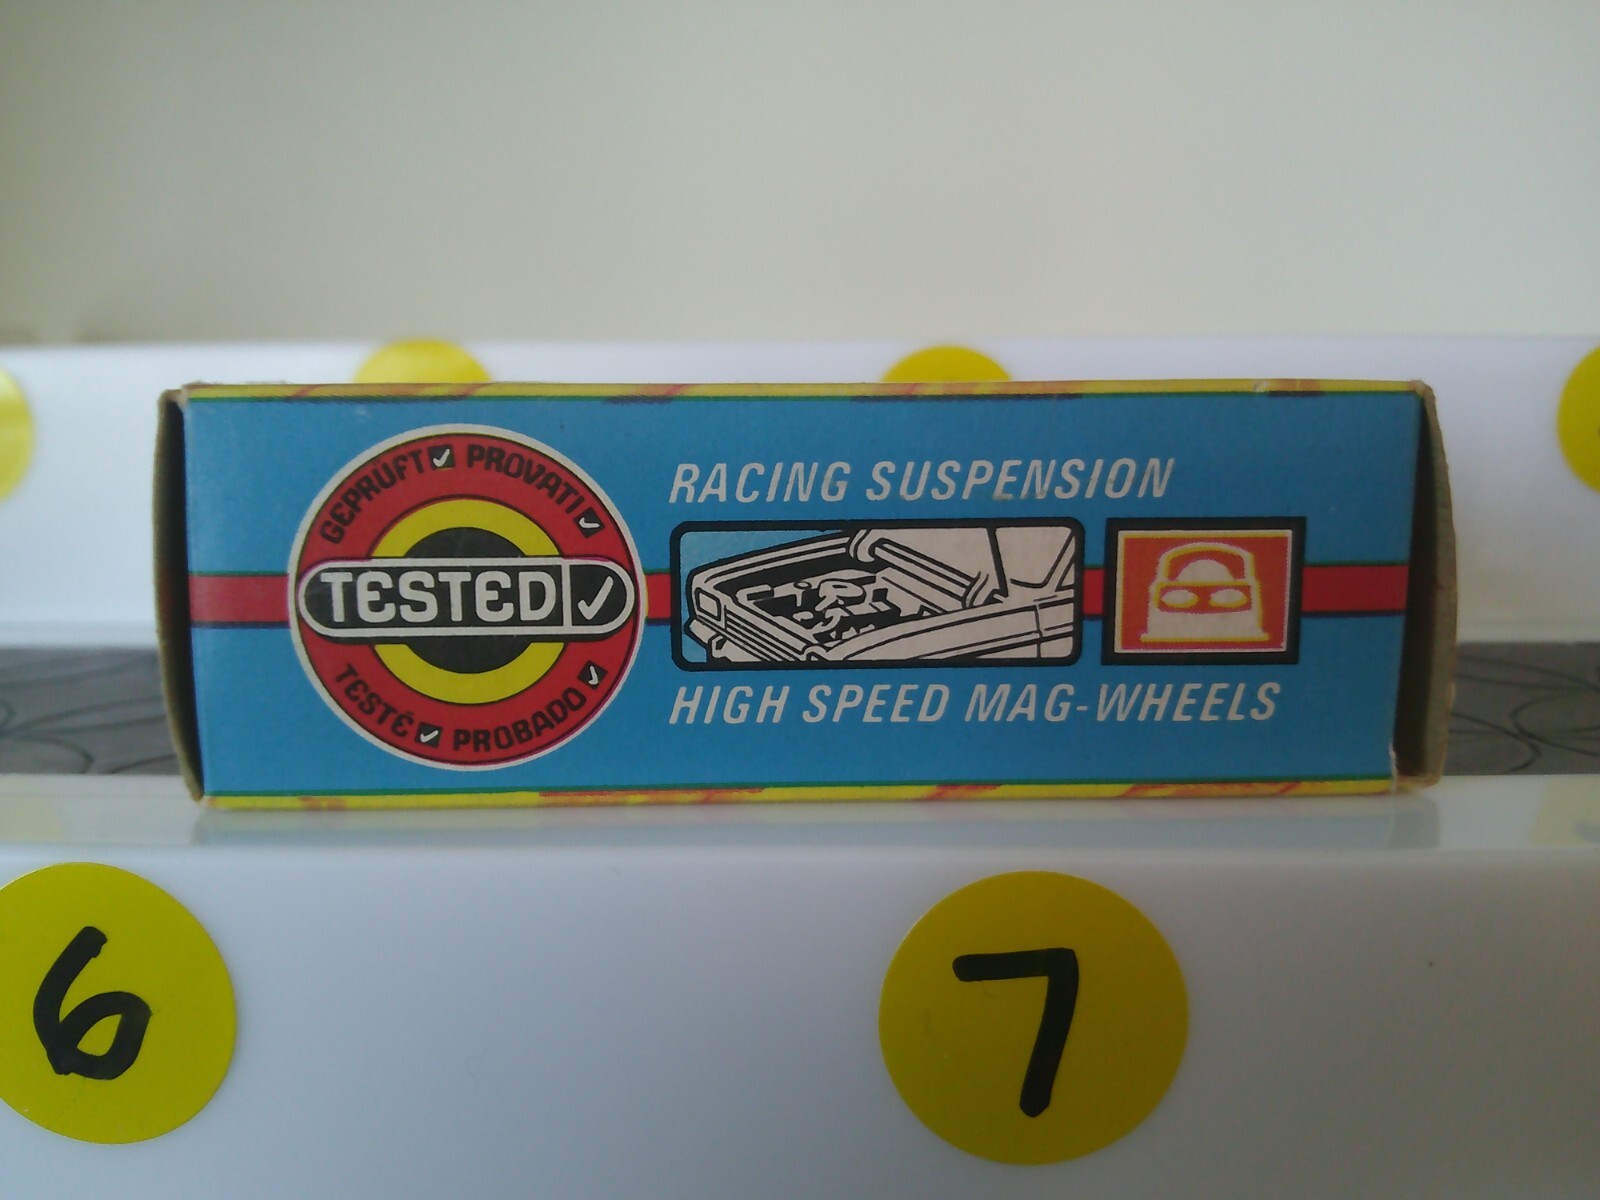 GEPRÜFT PROVATI
TESTED
TESTÉ PROBADO
RACING SUSPENSION
HIGH SPEED MAG-WHEELS
6
7